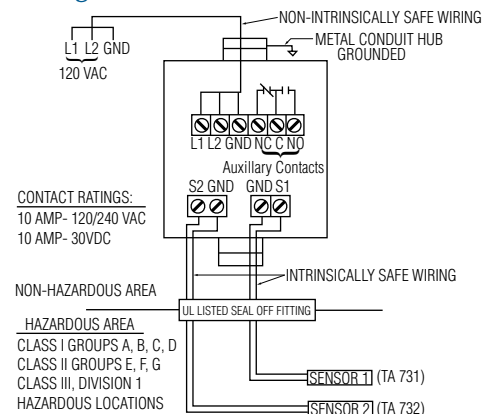 NON-INTRINSICALLY SAFE WIRING
METAL CONDUIT HUB
GROUNDED
L1 L2 GND
120 VAC
L1 L2 GND NC C NO
Auxillary Contacts
S2 GND GND S1
CONTACT RATINGS:
10 AMP- 120/240 VAC
10 AMP- 30VDC
INTRINSICALLY SAFE WIRING
NON-HAZARDOUS AREA
UL LISTED SEAL OFF FITTING
HAZARDOUS AREA
CLASS I GROUPS A, B, C, D
CLASS II GROUPS E, F, G
CLASS III, DIVISION 1
HAZARDOUS LOCATIONS
SENSOR 1 (TA 731)
SENSOR 2 (TA 732)